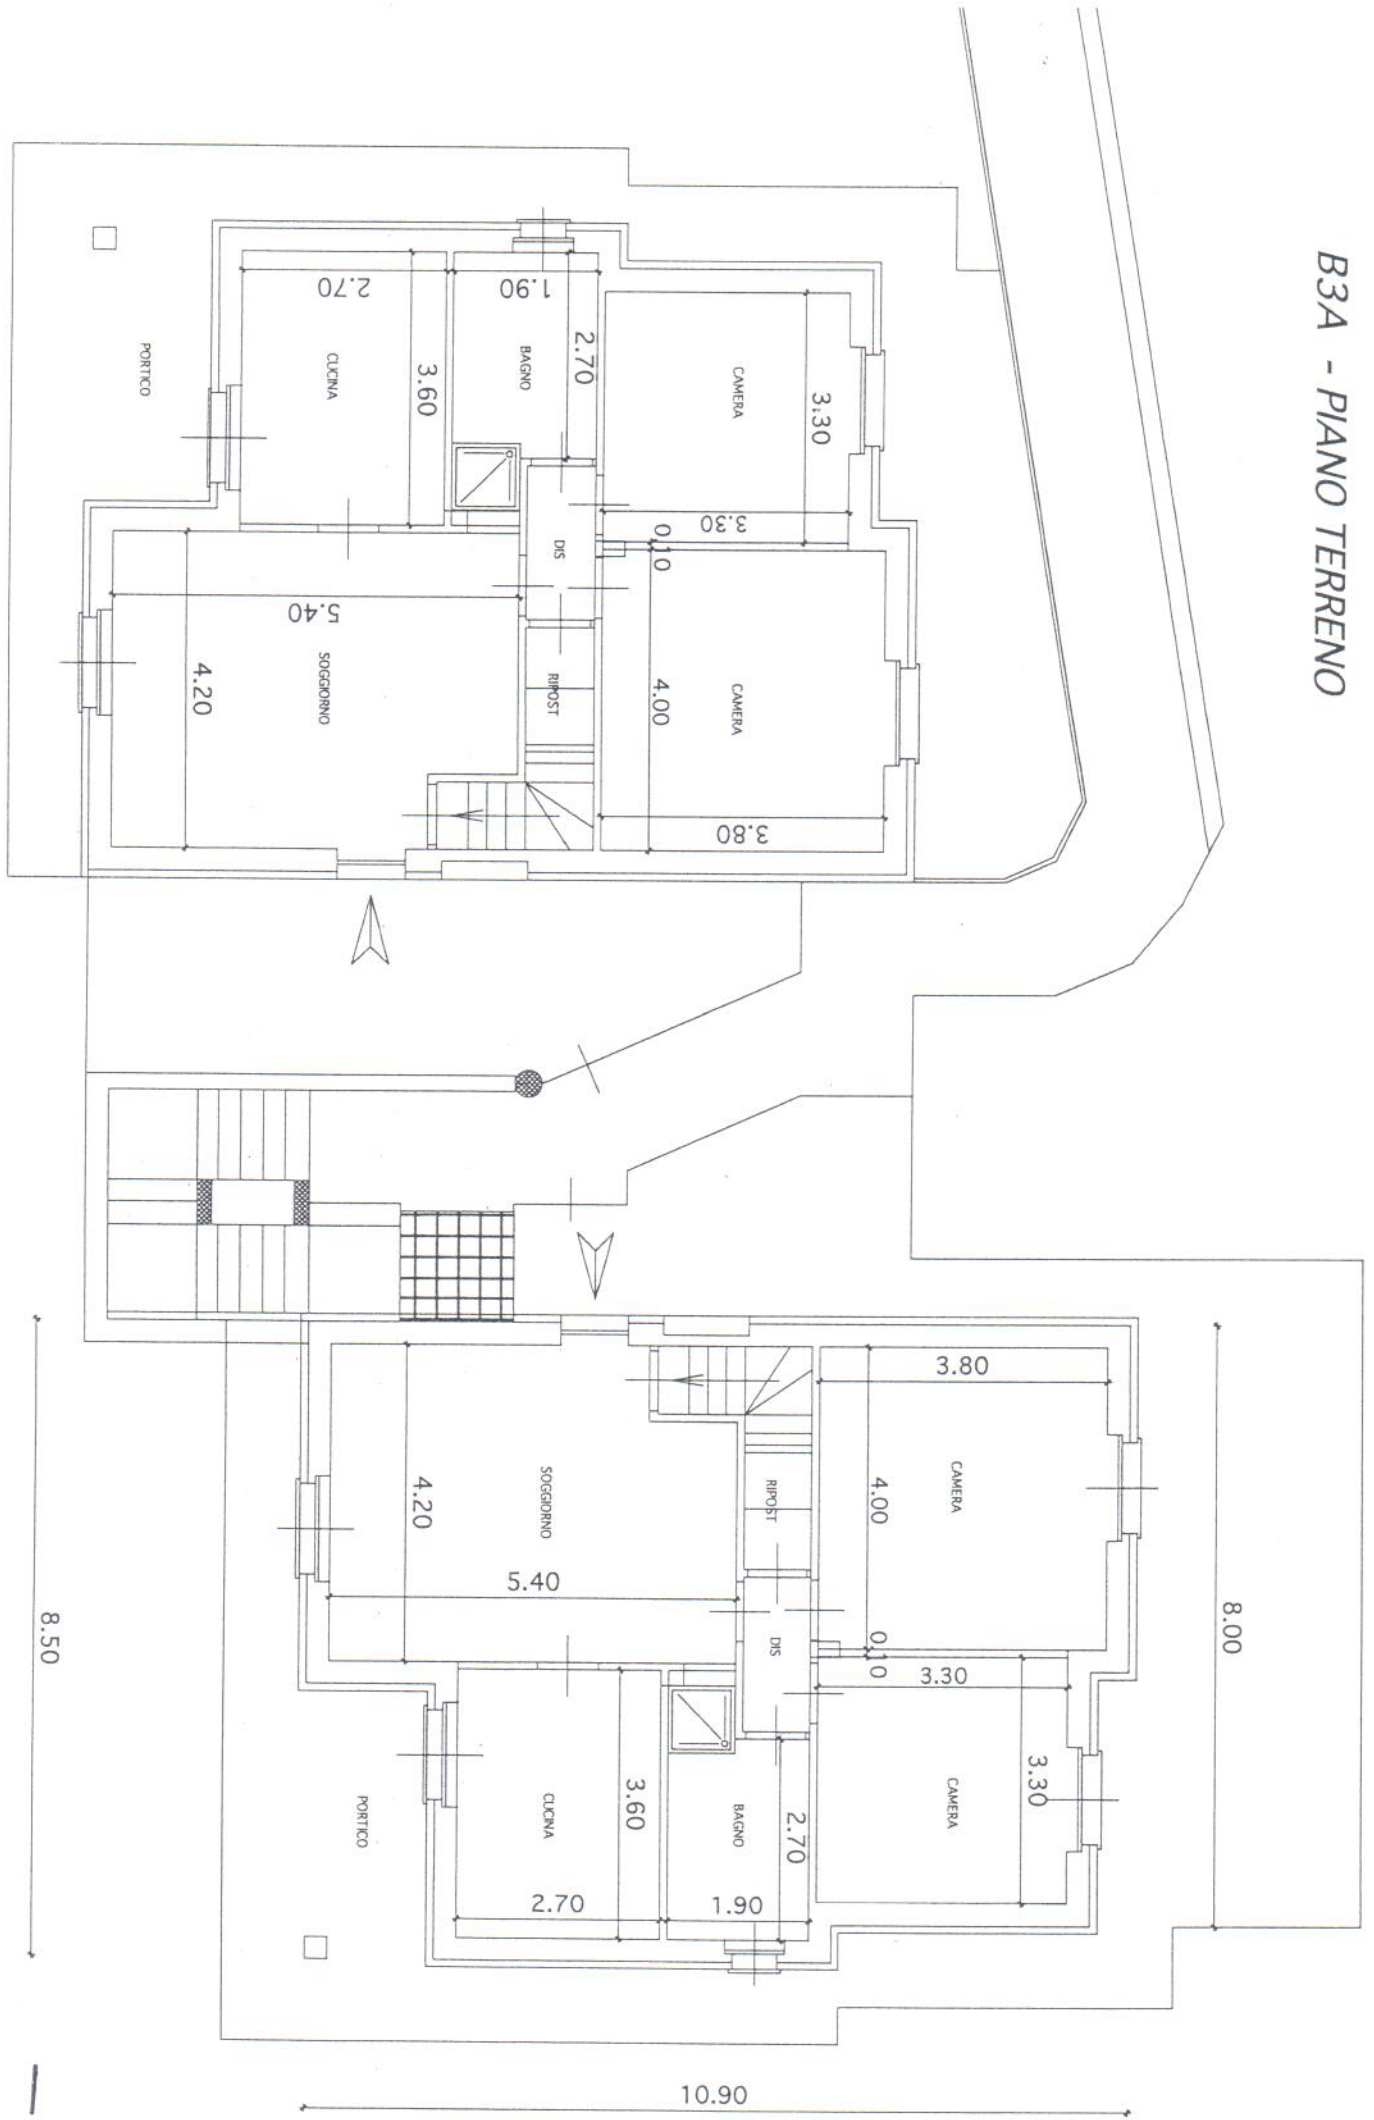 B3A - PIANO TERRENO
CAMERA
3.30
3.30
0.10
CAMERA
4.00
3.80
BAGNO
2.70
1.90
DIS
RIPOST
CUCINA
3.60
2.70
SOGGIORNO
5.40
4.20
PORTICO
8.00
CAMERA
3.80
4.00
0.10
CAMERA
3.30
3.30
RIPOST
DIS
BAGNO
2.70
1.90
SOGGIORNO
4.20
5.40
CUCINA
3.60
2.70
PORTICO
8.50
10.90